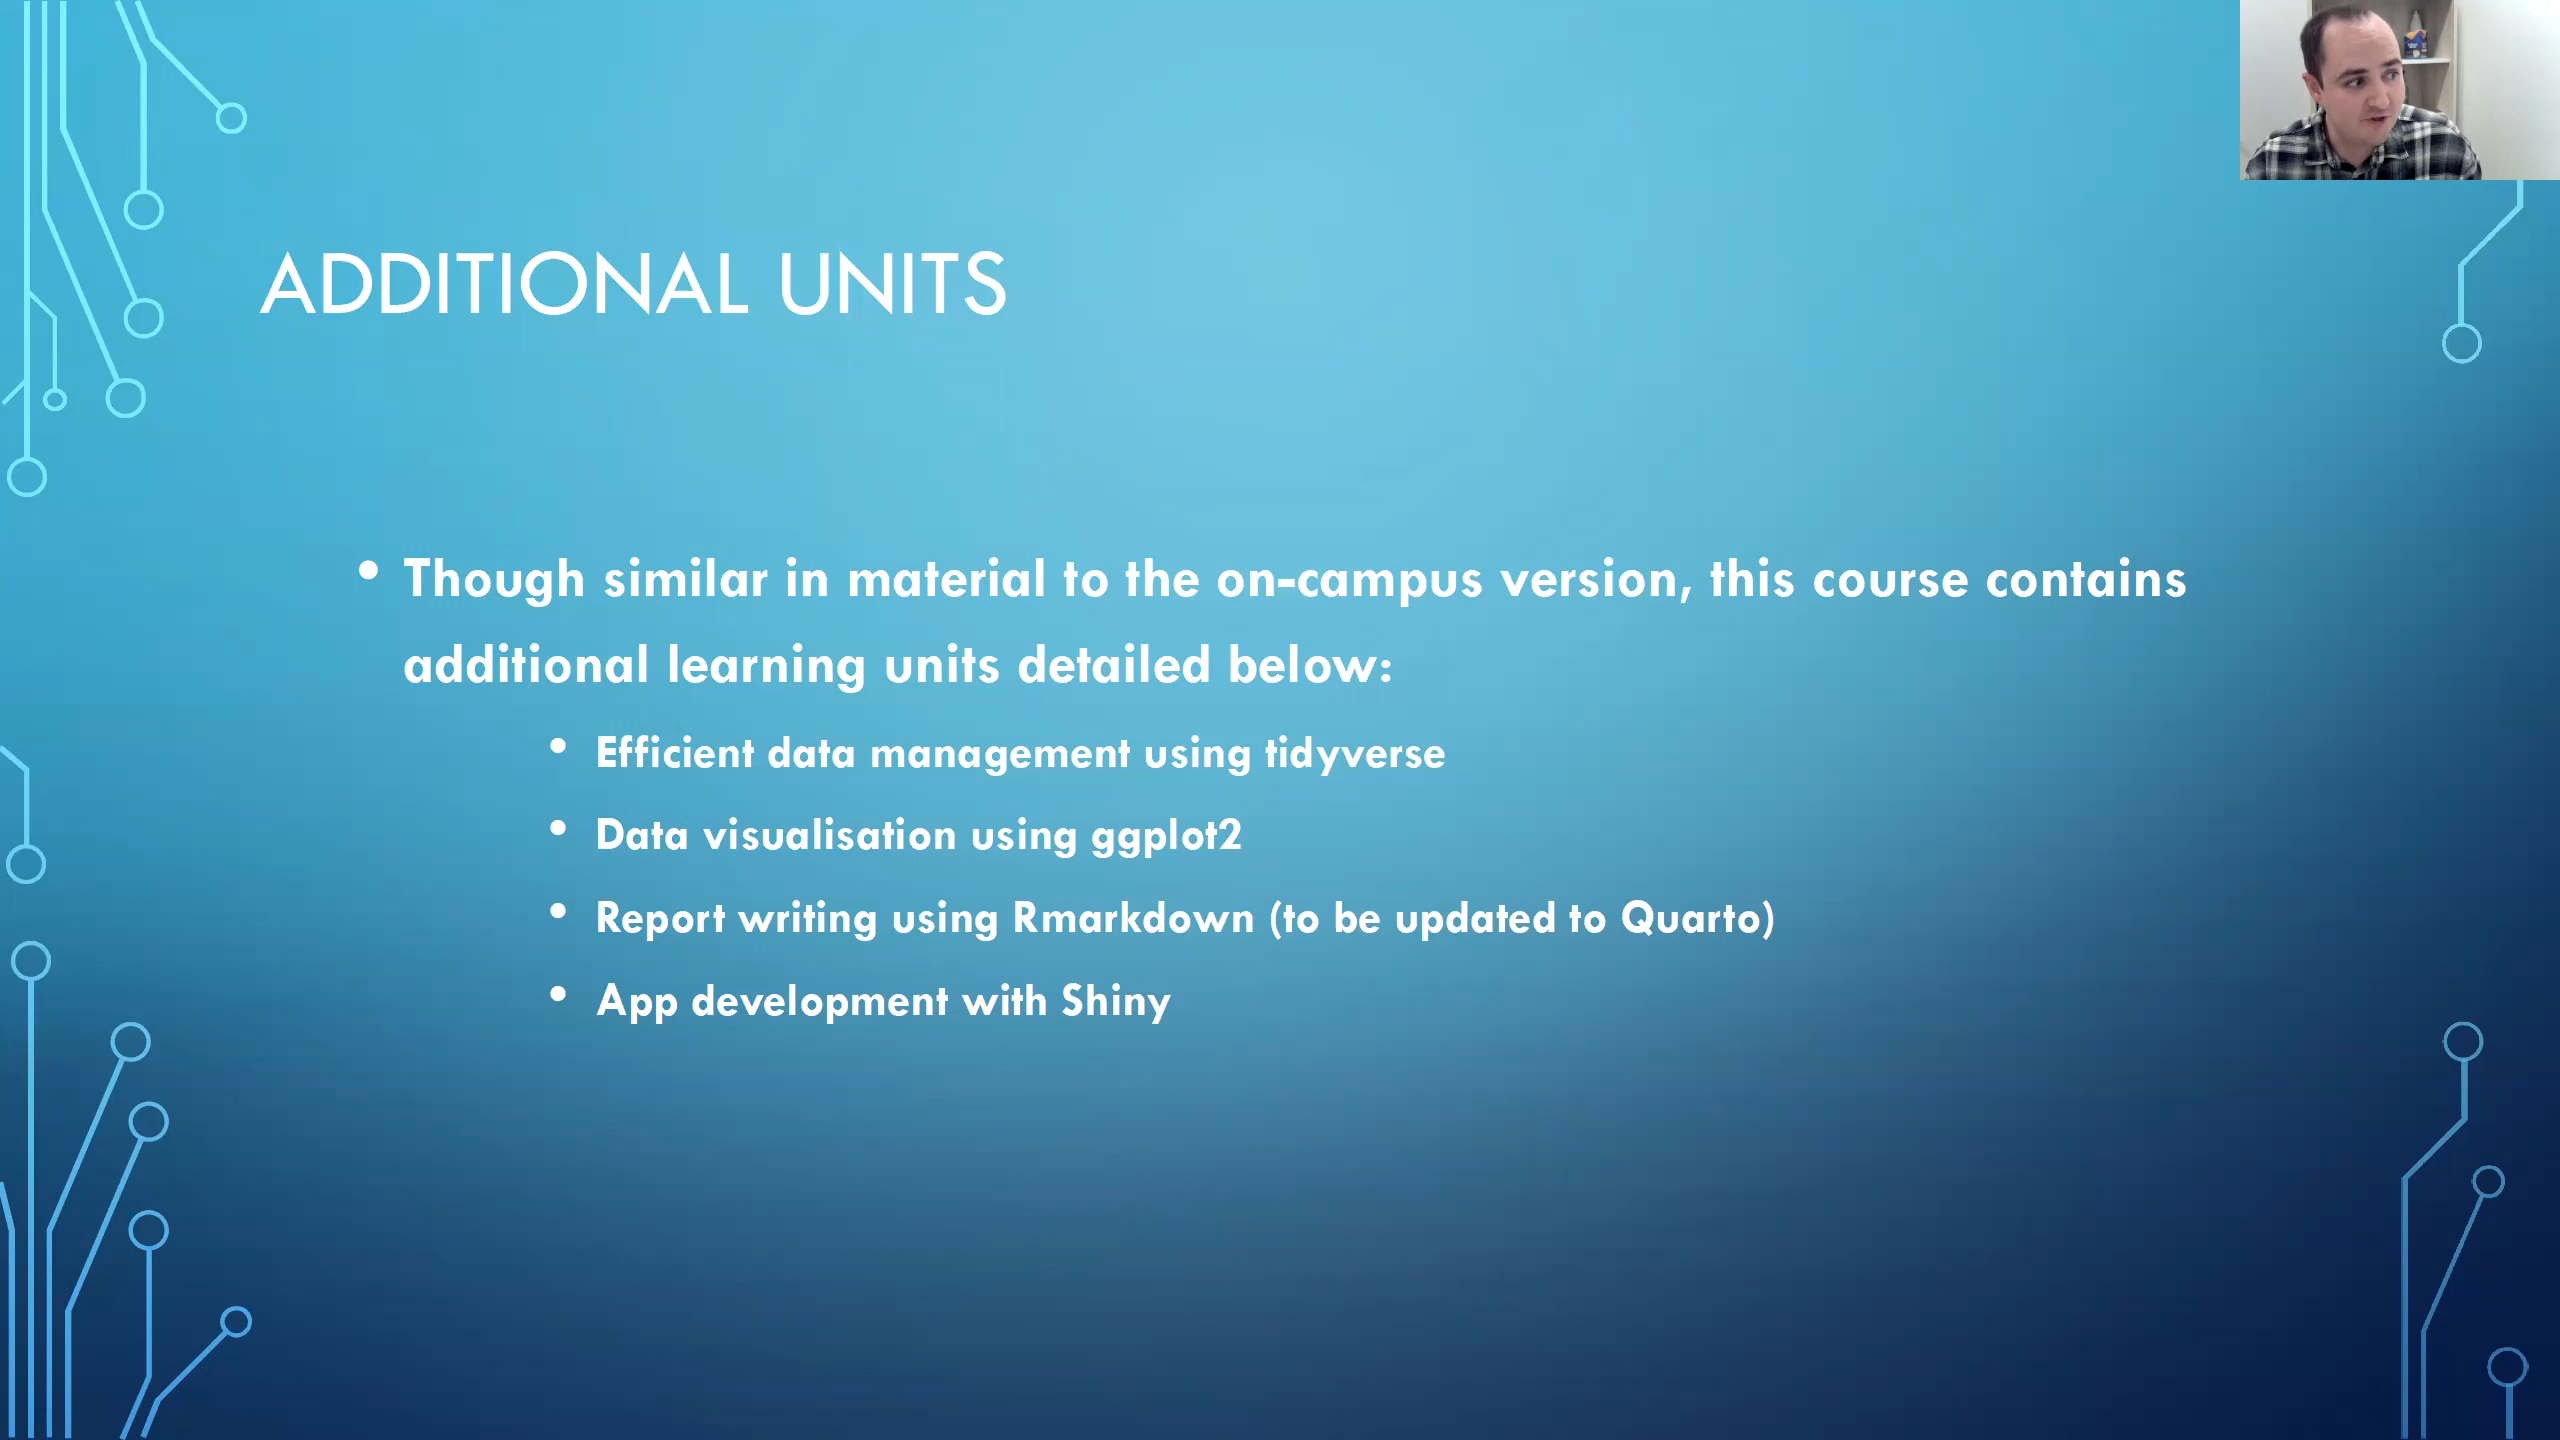 ADDITIONAL UNITS
• Though similar in material to the on-campus version, this course contains
additional learning units detailed below:
• Efficient data management using tidyverse
• Data visualisation using ggplot2
• Report writing using Rmarkdown (to be updated to Quarto)
• App development with Shiny